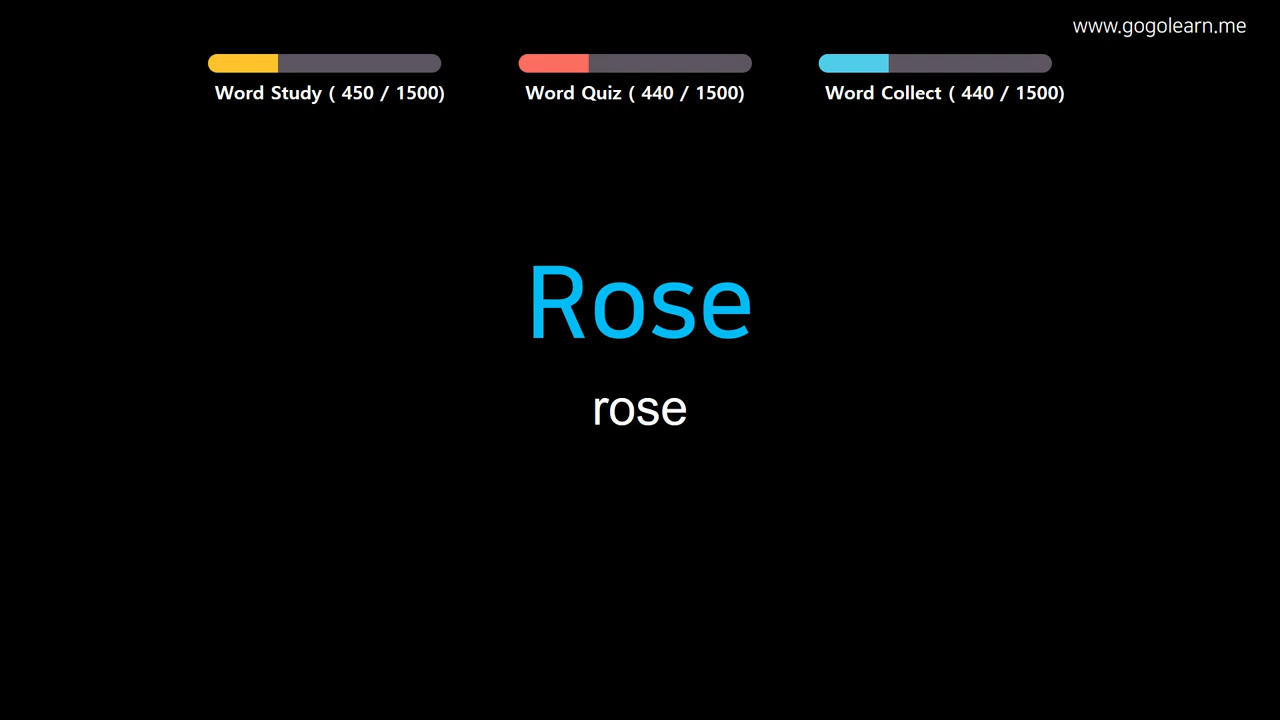 www.gogolearn.me
Word Study ( 450 / 1500)
Word Quiz ( 440 / 1500)
Word Collect ( 440 / 1500)
Rose
rose